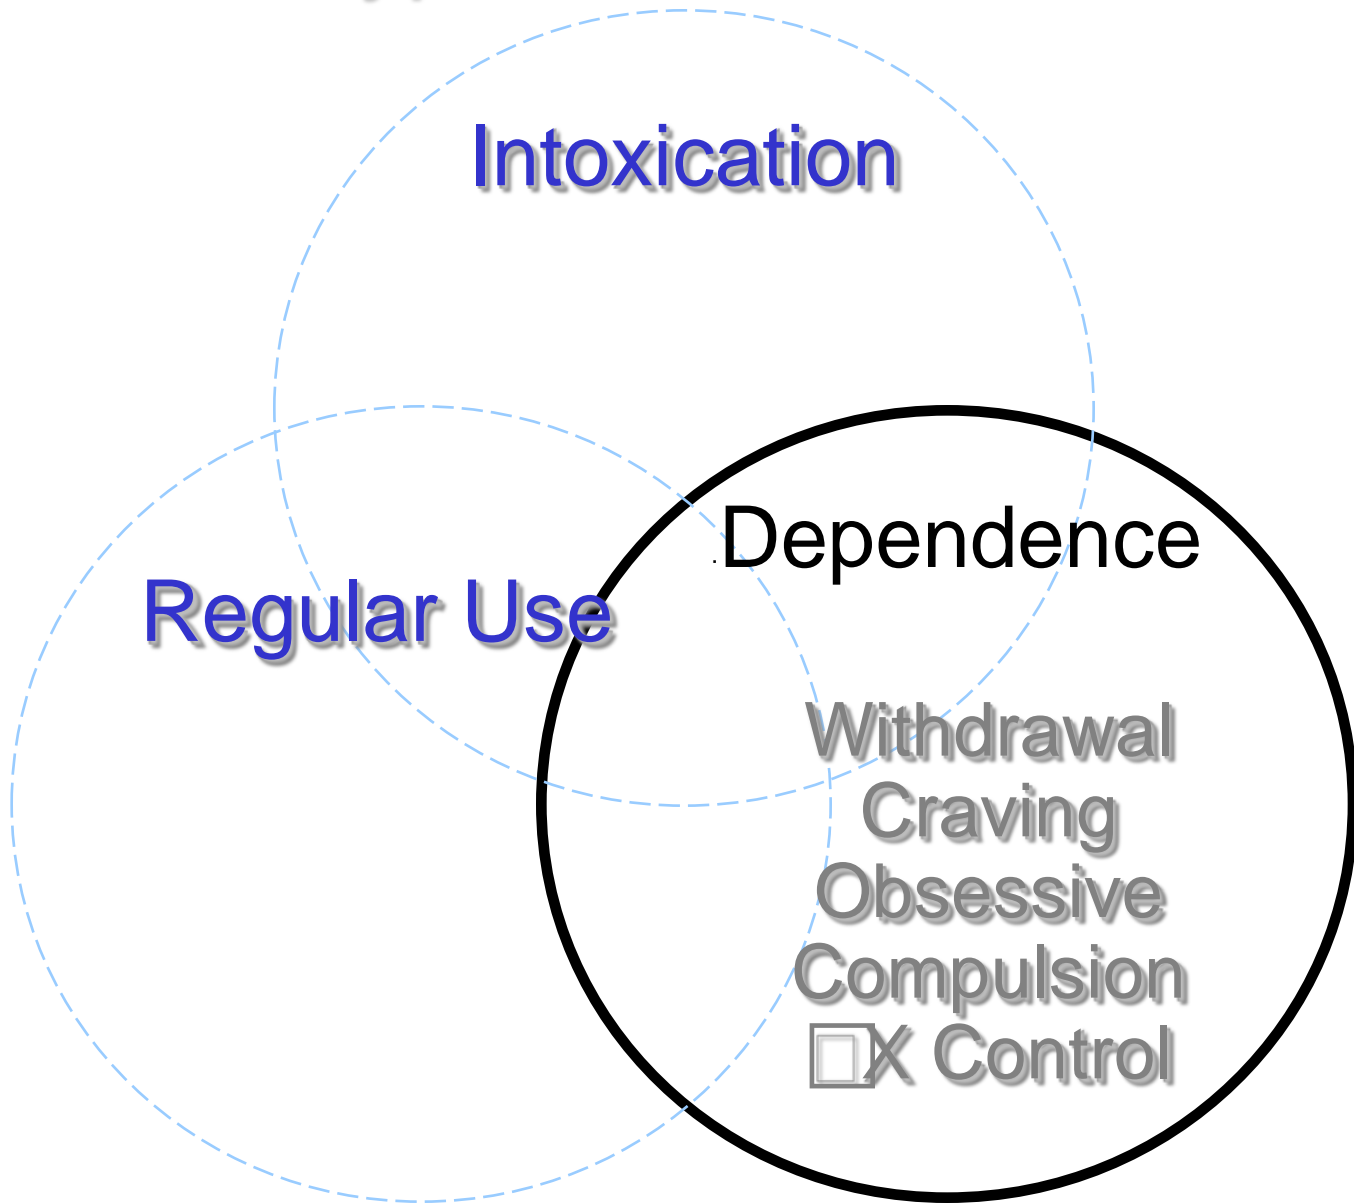 Intoxication
.Dependence
Regular Use
Withdrawal
Craving
Obsessive
Compulsion
□X Control